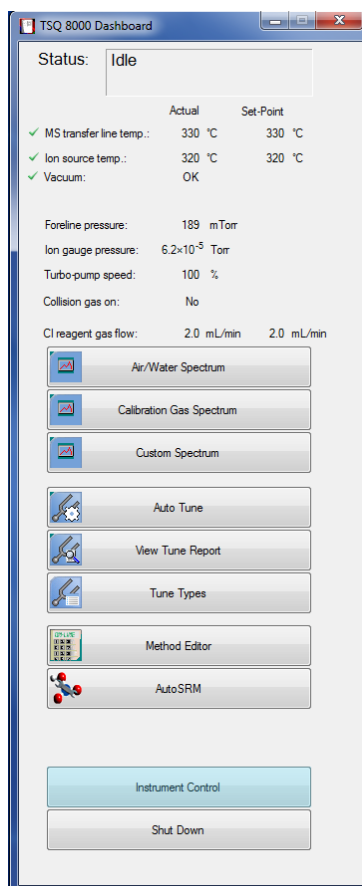 TSQ 8000 Dashboard
Status: Idle
Actual Set-Point
MS transfer line temp.: 330 °C 330 °C
Ion source temp.: 320 °C 320 °C
Vacuum: OK
Foreline pressure: 189 mTorr
Ion gauge pressure: 6.2×10⁻⁵ Torr
Turbo-pump speed: 100 %
Collision gas on: No
CI reagent gas flow: 2.0 mL/min 2.0 mL/min
Air/Water Spectrum
Calibration Gas Spectrum
Custom Spectrum
Auto Tune
View Tune Report
Tune Types
Method Editor
AutoSRM
Instrument Control
Shut Down